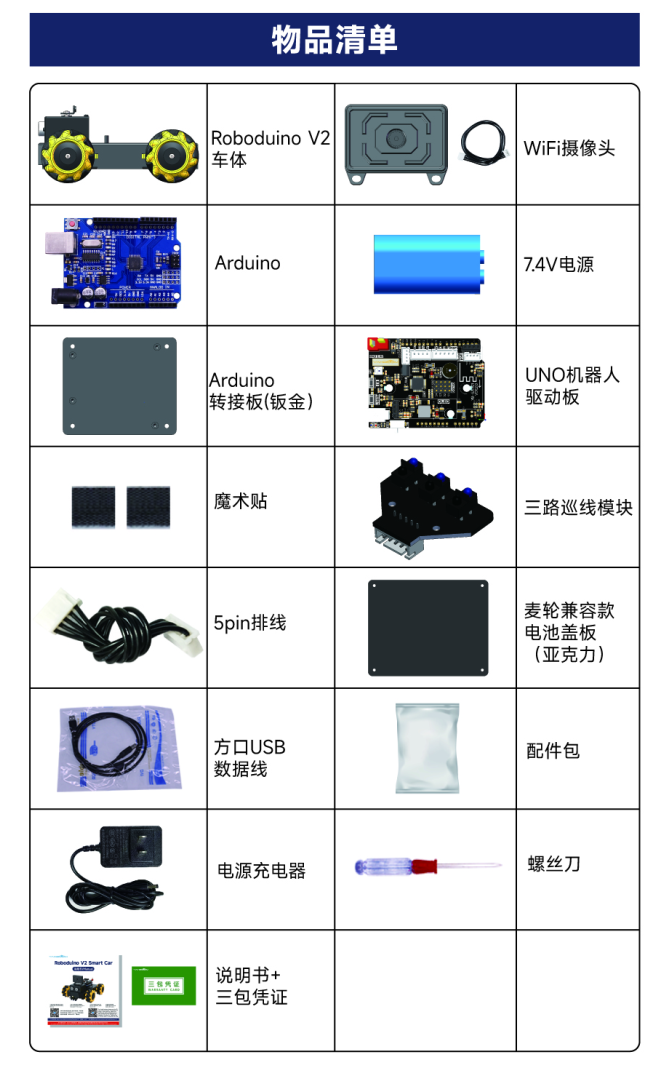 物品清单
Roboduino V2
车体
WiFi摄像头
Arduino
7.4V电源
Arduino
转接板(钣金）
UNO机器人
驱动板
魔术贴
三路巡线模块
5pin排线
麦轮兼容款
电池盖板
（亚克力）
方口USB
数据线
配件包
电源充电器
螺丝刀
Roboduino V2 Smart Car
三包凭证
WARRANTY CARD
说明书+
三包凭证